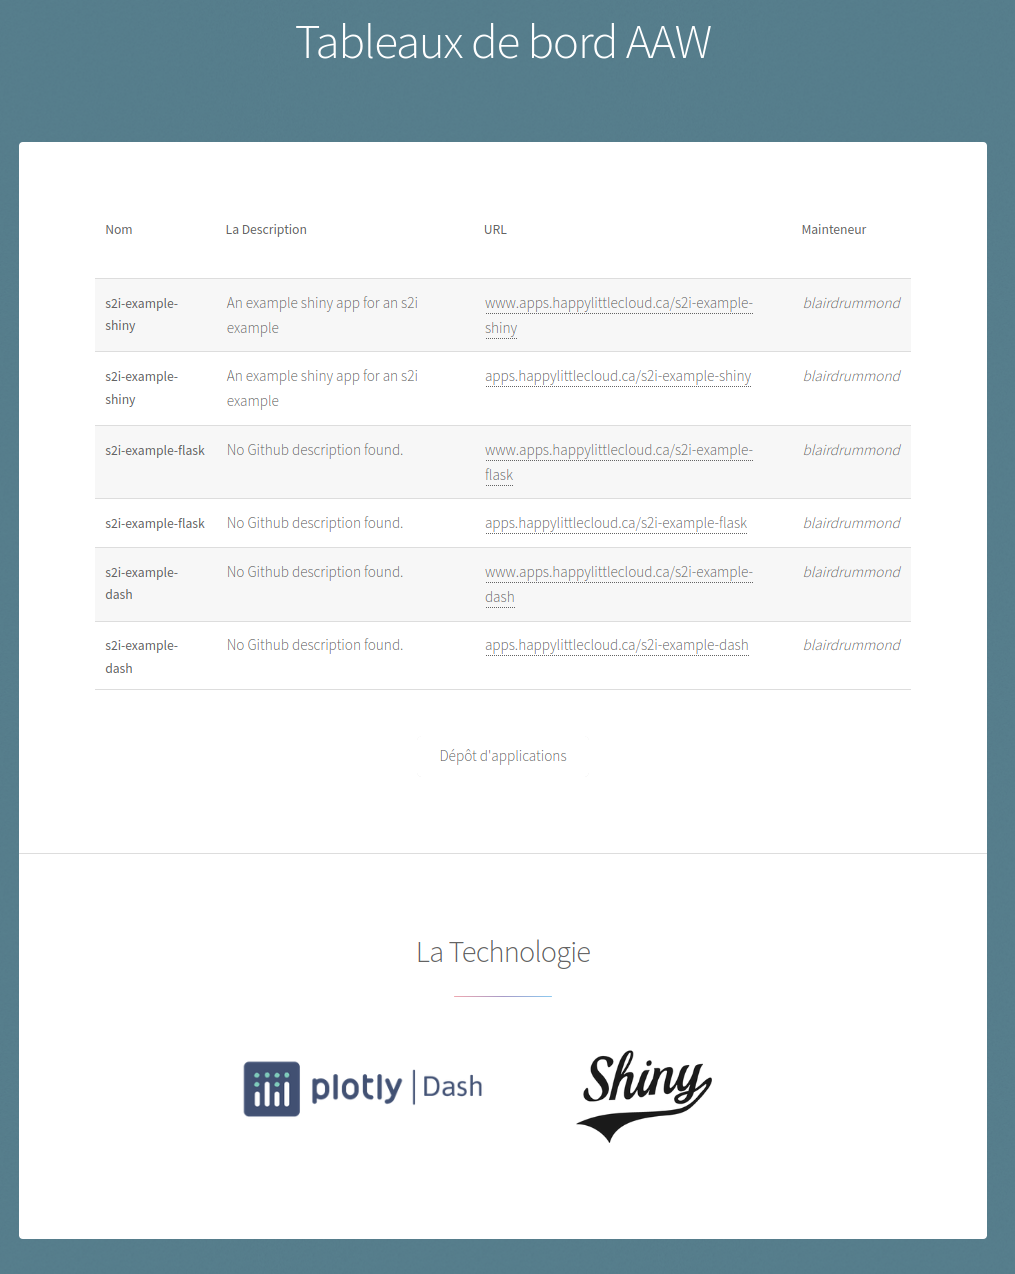 Tableaux de bord AAW
Nom La Description URL Mainteneur
s2i-example- An example shiny app for an s2i www.apps.happylittlecloud.ca/s2i-example- blairdrummond
shiny example shiny
s2i-example- An example shiny app for an s2i apps.happylittlecloud.ca/s2i-example-shiny blairdrummond
shiny example
s2i-example-flask No Github description found. www.apps.happylittlecloud.ca/s2i-example- blairdrummond
flask
s2i-example-flask No Github description found. apps.happylittlecloud.ca/s2i-example-flask blairdrummond
s2i-example- No Github description found. www.apps.happylittlecloud.ca/s2i-example- blairdrummond
dash dash
s2i-example- No Github description found. apps.happylittlecloud.ca/s2i-example-dash blairdrummond
dash
Dépôt d'applications
La Technologie
plotly | Dash Shiny